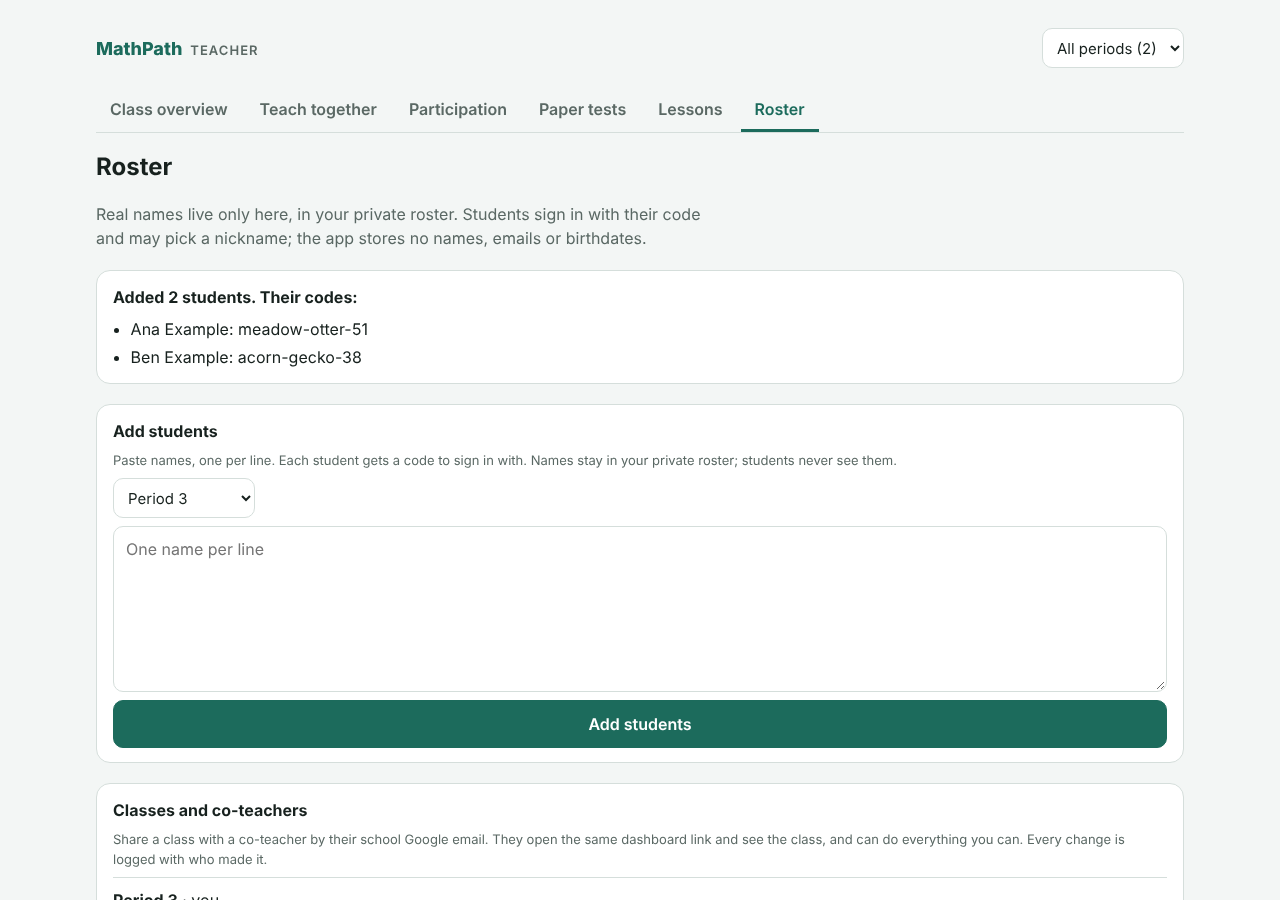 MathPath TEACHER
All periods (2)
Class overview
Teach together
Participation
Paper tests
Lessons
Roster
Roster
Real names live only here, in your private roster. Students sign in with their code
and may pick a nickname; the app stores no names, emails or birthdates.
Added 2 students. Their codes:
Ana Example: meadow-otter-51
Ben Example: acorn-gecko-38
Add students
Paste names, one per line. Each student gets a code to sign in with. Names stay in your private roster; students never see them.
Period 3
One name per line
Add students
Classes and co-teachers
Share a class with a co-teacher by their school Google email. They open the same dashboard link and see the class, and can do everything you can. Every change is
logged with who made it.
Period 3 · you